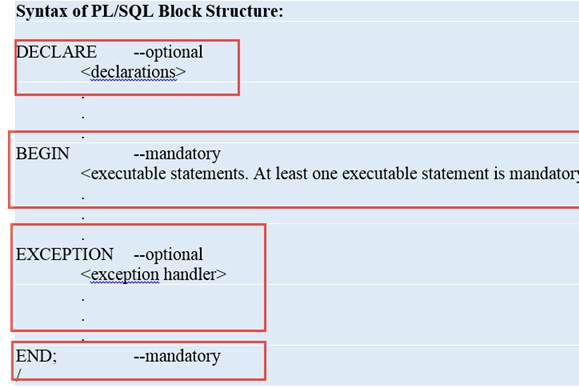 Syntax of PL/SQL Block Structure:
DECLARE --optional
<declarations>
.
.
.
BEGIN --mandatory
<executable statements. At least one executable statement is mandatory
.
.
.
EXCEPTION --optional
<exception handler>
.
.
.
END; --mandatory
/